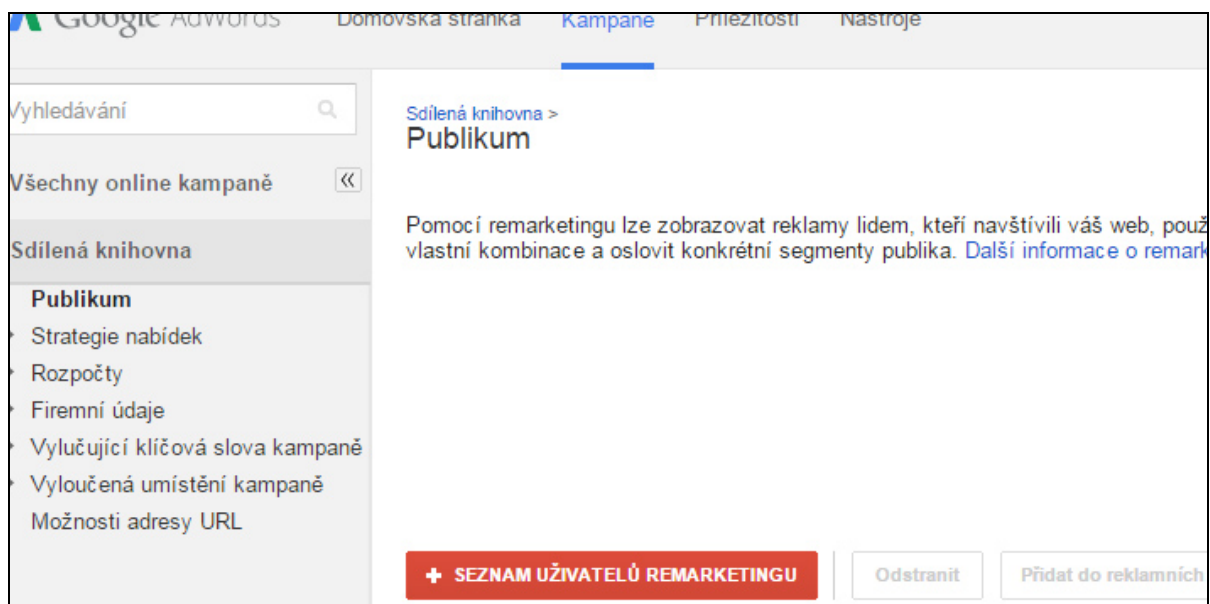 Google AdWords Domovská stránka Kampaně Příležitosti Nástroje
Vyhledávání
Všechny online kampaně
Sdílená knihovna
Publikum
Strategie nabídek
Rozpočty
Firemní údaje
Vylučující klíčová slova kampaně
Vyloučená umístění kampaně
Možnosti adresy URL
Sdílená knihovna >
Publikum
Pomocí remarketingu lze zobrazovat reklamy lidem, kteří navštívili váš web, použ
vlastní kombinace a oslovit konkrétní segmenty publika. Další informace o remark
+ SEZNAM UŽIVATELŮ REMARKETINGU Odstranit Přidat do reklamních